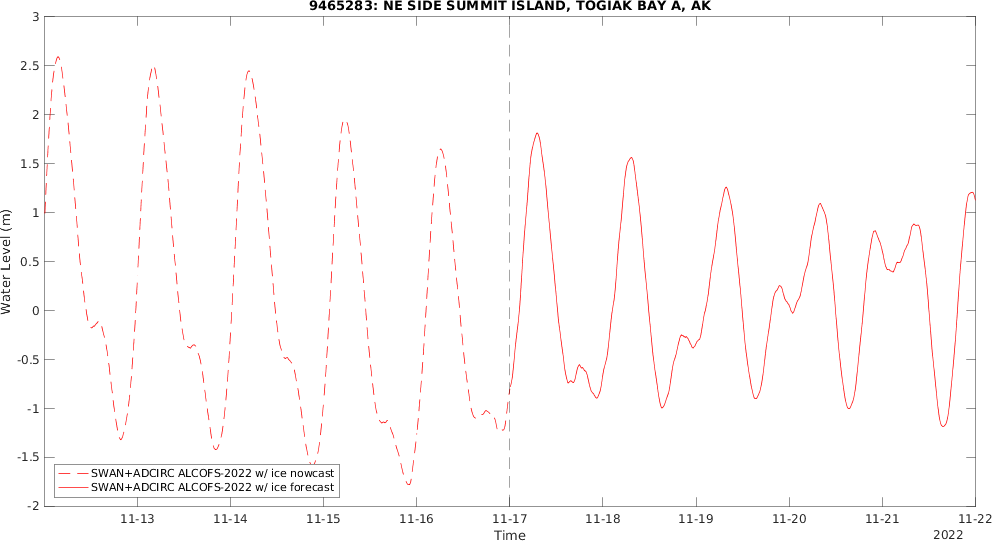 9465283: NE SIDE SUMMIT ISLAND, TOGIAK BAY A, AK
3
2.5
2
1.5
1
0.5
0
-0.5
-1
-1.5
-2
Water Level (m)
SWAN+ADCIRC ALCOFS-2022 w/ ice nowcast
SWAN+ADCIRC ALCOFS-2022 w/ ice forecast
11-13 11-14 11-15 11-16 11-17 11-18 11-19 11-20 11-21 11-22
Time
2022